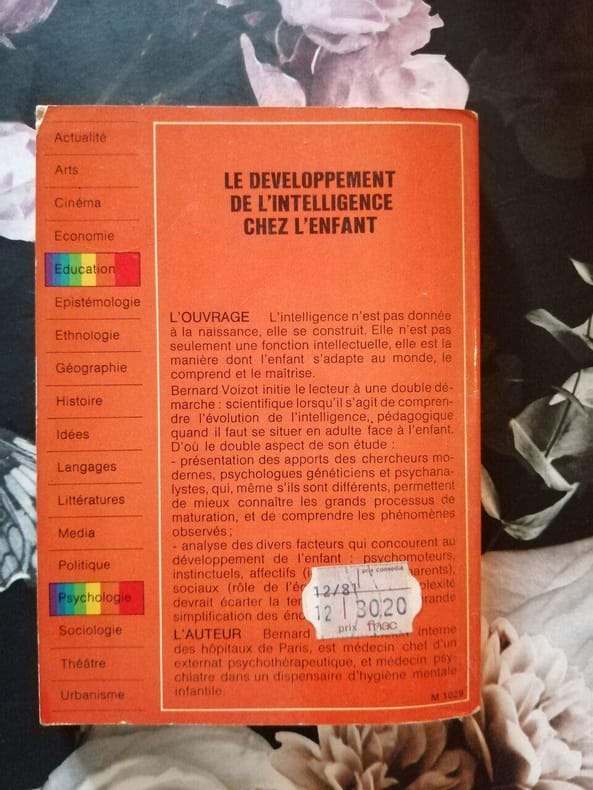 Actualité
Arts
Cinéma
Economie
Education
Epistémologie
Ethnologie
Géographie
Histoire
Idées
Langages
Littératures
Media
Politique
Psychologie
Sociologie
Théâtre
Urbanisme
LE DEVELOPPEMENT
DE L'INTELLIGENCE
CHEZ L'ENFANT
L'OUVRAGE L'intelligence n'est pas donnée
à la naissance, elle se construit. Elle n'est pas
seulement une fonction intellectuelle, elle est la
manière dont l'enfant s'adapte au monde, le
comprend et le maîtrise.
Bernard Voizot initie le lecteur à une double dé-
marche : scientifique lorsqu'il s'agit de compren-
dre l'évolution de l'intelligence, pédagogique
quand il faut se situer en adulte face à l'enfant.
D'où le double aspect de son étude :
- présentation des apports des chercheurs mo-
dernes, psychologues généticiens et psychana-
lystes, qui, même s'ils sont différents, permettent
de mieux connaître les grands processus de
maturation, et de comprendre les phénomènes
observés ;
- analyse des divers facteurs qui concourent au
développement de l'enfant : psychomoteurs,
instinctuels, affectifs
sociaux (rôle de
devrait écarter la
simplification des
prix conseillé
12/81
12 30,20
prix fnac
L'AUTEUR Bernard interne
des hôpitaux de Paris, est médecin chef d'un
externat psychothérapeutique, et médecin psy-
chiatre dans un dispensaire d'hygiène mentale
infantile.
M 1029